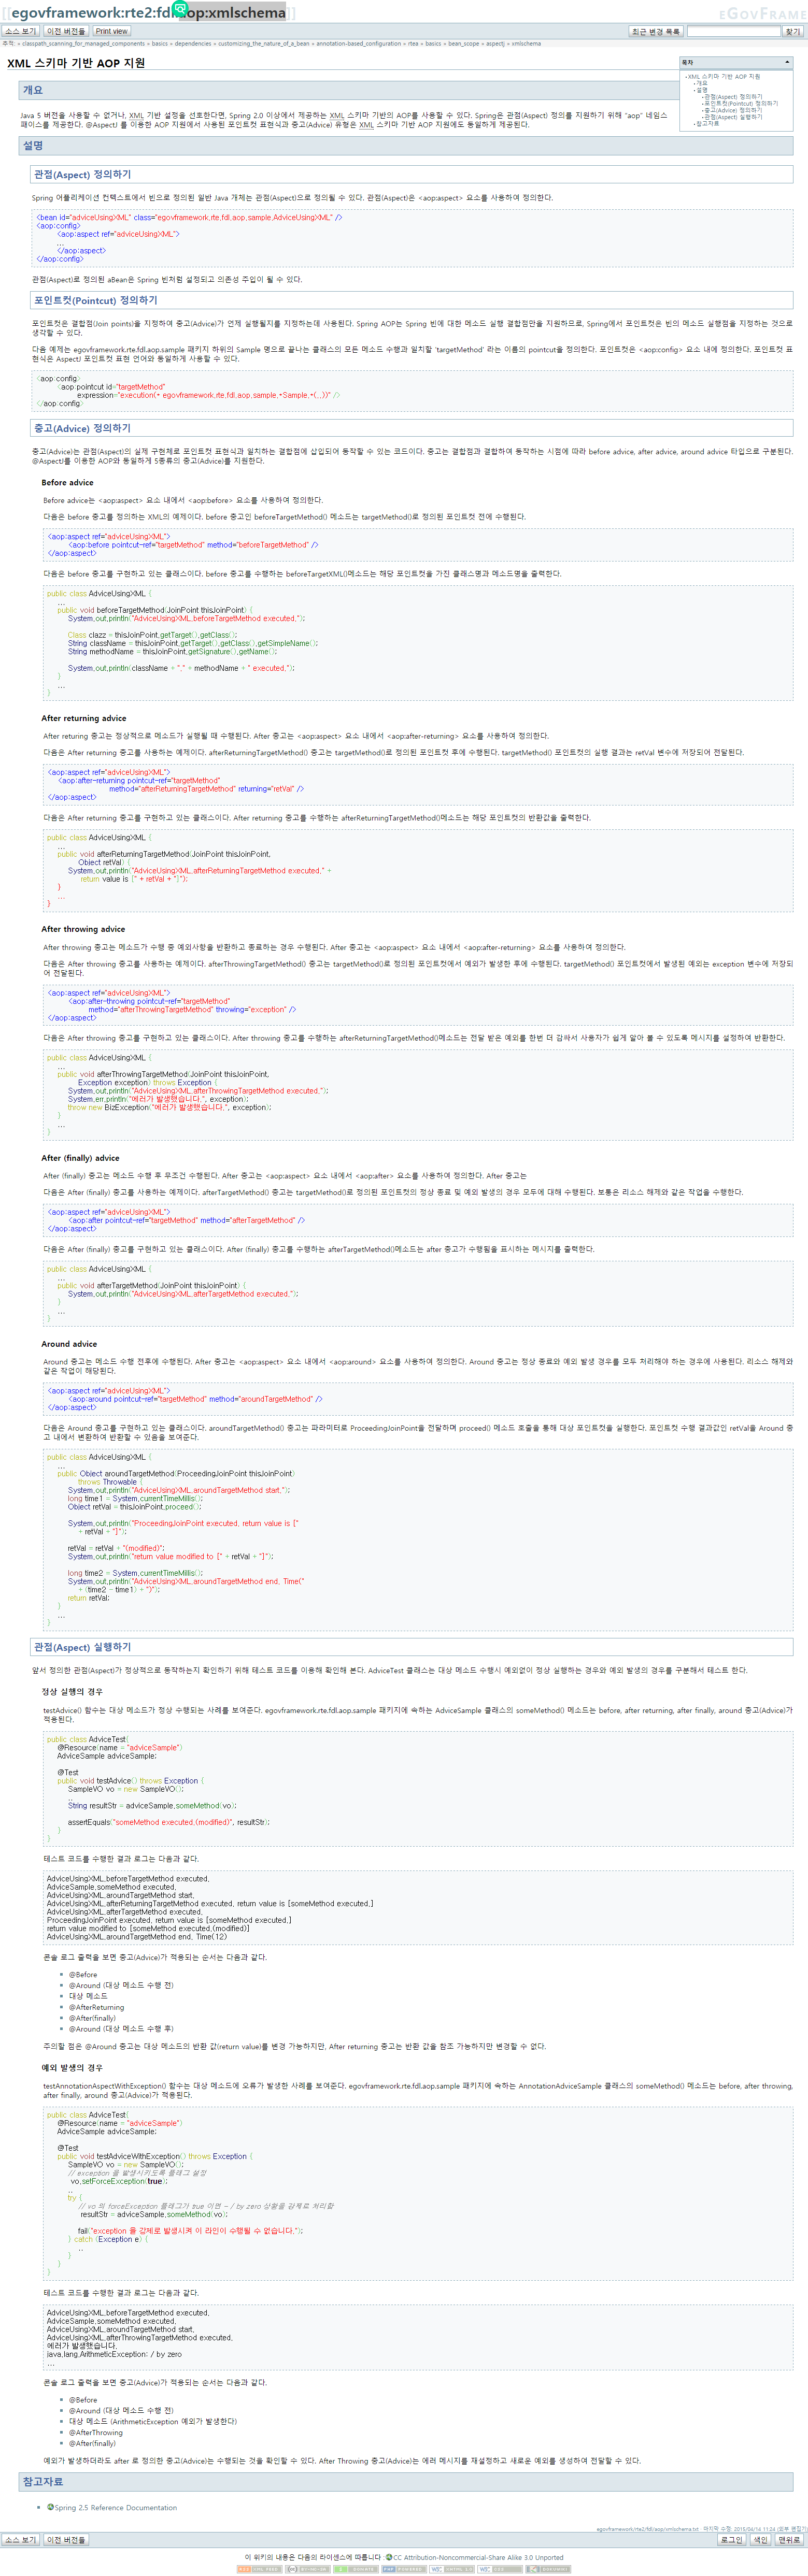 [[egovframework:rte2:fdl:aop:xmlschema]]
eGovFrame
소스 보기 이전 버전들 Print view 최근 변경 목록 찾기
추적: » classpath_scanning_for_managed_components » basics » dependencies » customizing_the_nature_of_a_bean » annotation-based_configuration » rtea » basics » bean_scope » aspectj » xmlschema
목차
XML 스키마 기반 AOP 지원
개요
설명
관점(Aspect) 정의하기
포인트컷(Pointcut) 정의하기
충고(Advice) 정의하기
관점(Aspect) 실행하기
참고자료
XML 스키마 기반 AOP 지원
개요
Java 5 버전을 사용할 수 없거나, XML 기반 설정을 선호한다면, Spring 2.0 이상에서 제공하는 XML 스키마 기반의 AOP를 사용할 수 있다. Spring은 관점(Aspect) 정의를 지원하기 위해 "aop" 네임스
페이스를 제공한다. @AspectJ 를 이용한 AOP 지원에서 사용된 포인트컷 표현식과 충고(Advice) 유형은 XML 스키마 기반 AOP 지원에도 동일하게 제공된다.
설명
관점(Aspect) 정의하기
Spring 어플리케이션 컨텍스트에서 빈으로 정의된 일반 Java 개체는 관점(Aspect)으로 정의될 수 있다. 관점(Aspect)은 <aop:aspect> 요소를 사용하여 정의한다.
<bean id="adviceUsingXML" class="egovframework.rte.fdl.aop.sample.AdviceUsingXML" />
<aop:config>
<aop:aspect ref="adviceUsingXML">
...
</aop:aspect>
</aop:config>
관점(Aspect)로 정의된 aBean은 Spring 빈처럼 설정되고 의존성 주입이 될 수 있다.
포인트컷(Pointcut) 정의하기
포인트컷은 결합점(Join points)을 지정하여 충고(Advice)가 언제 실행될지를 지정하는데 사용된다. Spring AOP는 Spring 빈에 대한 메소드 실행 결합점만을 지원하므로, Spring에서 포인트컷은 빈의 메소드 실행점을 지정하는 것으로
생각할 수 있다.
다음 예제는 egovframework.rte.fdl.aop.sample 패키지 하위의 Sample 명으로 끝나는 클래스의 모든 메소드 수행과 일치할 'targetMethod' 라는 이름의 pointcut을 정의한다. 포인트컷은 <aop:config> 요소 내에 정의한다. 포인트컷 표
현식은 AspectJ 포인트컷 표현 언어와 동일하게 사용할 수 있다.
<aop:config>
<aop:pointcut id="targetMethod"
expression="execution(* egovframework.rte.fdl.aop.sample.*Sample.*(..))" />
</aop:config>
충고(Advice) 정의하기
충고(Advice)는 관점(Aspect)의 실제 구현체로 포인트컷 표현식과 일치하는 결합점에 삽입되어 동작할 수 있는 코드이다. 충고는 결합점과 결합하여 동작하는 시점에 따라 before advice, after advice, around advice 타입으로 구분된다.
@AspectJ를 이용한 AOP와 동일하게 5종류의 충고(Advice)를 지원한다.
Before advice
Before advice는 <aop:aspect> 요소 내에서 <aop:before> 요소를 사용하여 정의한다.
다음은 before 충고를 정의하는 XML의 예제이다. before 충고인 beforeTargetMethod() 메소드는 targetMethod()로 정의된 포인트컷 전에 수행된다.
<aop:aspect ref="adviceUsingXML">
<aop:before pointcut-ref="targetMethod" method="beforeTargetMethod" />
</aop:aspect>
다음은 before 충고를 구현하고 있는 클래스이다. before 충고를 수행하는 beforeTargetXML()메소드는 해당 포인트컷을 가진 클래스명과 메소드명을 출력한다.
public class AdviceUsingXML {
...
public void beforeTargetMethod(JoinPoint thisJoinPoint) {
System.out.println("AdviceUsingXML.beforeTargetMethod executed.");
Class clazz = thisJoinPoint.getTarget().getClass();
String className = thisJoinPoint.getTarget().getClass().getSimpleName();
String methodName = thisJoinPoint.getSignature().getName();
System.out.println(className + "." + methodName + " executed.");
}
...
}
After returning advice
After returing 충고는 정상적으로 메소드가 실행될 때 수행된다. After 충고는 <aop:aspect> 요소 내에서 <aop:after-returning> 요소를 사용하여 정의한다.
다음은 After returning 충고를 사용하는 예제이다. afterReturningTargetMethod() 충고는 targetMethod()로 정의된 포인트컷 후에 수행된다. targetMethod() 포인트컷의 실행 결과는 retVal 변수에 저장되어 전달된다.
<aop:aspect ref="adviceUsingXML">
<aop:after-returning pointcut-ref="targetMethod"
method="afterReturningTargetMethod" returning="retVal" />
</aop:aspect>
다음은 After returning 충고를 구현하고 있는 클래스이다. After returning 충고를 수행하는 afterReturningTargetMethod()메소드는 해당 포인트컷의 반환값을 출력한다.
public class AdviceUsingXML {
...
public void afterReturningTargetMethod(JoinPoint thisJoinPoint,
Object retVal) {
System.out.println("AdviceUsingXML.afterReturningTargetMethod executed." +
return value is [" + retVal + "]");
}
...
}
After throwing advice
After throwing 충고는 메소드가 수행 중 예외사항을 반환하고 종료하는 경우 수행된다. After 충고는 <aop:aspect> 요소 내에서 <aop:after-returning> 요소를 사용하여 정의한다.
다음은 After throwing 충고를 사용하는 예제이다. afterThrowingTargetMethod() 충고는 targetMethod()로 정의된 포인트컷에서 예외가 발생한 후에 수행된다. targetMethod() 포인트컷에서 발생된 예외는 exception 변수에 저장되
어 전달된다.
<aop:aspect ref="adviceUsingXML">
<aop:after-throwing pointcut-ref="targetMethod"
method="afterThrowingTargetMethod" throwing="exception" />
</aop:aspect>
다음은 After throwing 충고를 구현하고 있는 클래스이다. After throwing 충고를 수행하는 afterReturningTargetMethod()메소드는 전달 받은 예외를 한번 더 감싸서 사용자가 쉽게 알아 볼 수 있도록 메시지를 설정하여 반환한다.
public class AdviceUsingXML {
...
public void afterThrowingTargetMethod(JoinPoint thisJoinPoint,
Exception exception) throws Exception {
System.out.println("AdviceUsingXML.afterThrowingTargetMethod executed.");
System.err.println("에러가 발생했습니다.", exception);
throw new BizException("에러가 발생했습니다.", exception);
}
...
}
After (finally) advice
After (finally) 충고는 메소드 수행 후 무조건 수행된다. After 충고는 <aop:aspect> 요소 내에서 <aop:after> 요소를 사용하여 정의한다. After 충고는
다음은 After (finally) 충고를 사용하는 예제이다. afterTargetMethod() 충고는 targetMethod()로 정의된 포인트컷의 정상 종료 및 예외 발생의 경우 모두에 대해 수행된다. 보통은 리소스 해제와 같은 작업을 수행한다.
<aop:aspect ref="adviceUsingXML">
<aop:after pointcut-ref="targetMethod" method="afterTargetMethod" />
</aop:aspect>
다음은 After (finally) 충고를 구현하고 있는 클래스이다. After (finally) 충고를 수행하는 afterTargetMethod()메소드는 after 충고가 수행됨을 표시하는 메시지를 출력한다.
public class AdviceUsingXML {
...
public void afterTargetMethod(JoinPoint thisJoinPoint) {
System.out.println("AdviceUsingXML.afterTargetMethod executed.");
}
...
}
Around advice
Around 충고는 메소드 수행 전후에 수행된다. After 충고는 <aop:aspect> 요소 내에서 <aop:around> 요소를 사용하여 정의한다. Around 충고는 정상 종료와 예외 발생 경우를 모두 처리해야 하는 경우에 사용된다. 리소스 해제와
같은 작업이 해당된다.
<aop:aspect ref="adviceUsingXML">
<aop:around pointcut-ref="targetMethod" method="aroundTargetMethod" />
</aop:aspect>
다음은 Around 충고를 구현하고 있는 클래스이다. aroundTargetMethod() 충고는 파라미터로 ProceedingJoinPoint을 전달하며 proceed() 메소드 호출을 통해 대상 포인트컷을 실행한다. 포인트컷 수행 결과값인 retVal을 Around 충
고 내에서 변환하여 반환할 수 있음을 보여준다.
public class AdviceUsingXML {
...
public Object aroundTargetMethod(ProceedingJoinPoint thisJoinPoint)
throws Throwable {
System.out.println("AdviceUsingXML.aroundTargetMethod start.");
long time1 = System.currentTimeMillis();
Object retVal = thisJoinPoint.proceed();
System.out.println("ProceedingJoinPoint executed. return value is ["
+ retVal + "]");
retVal = retVal + "(modified)";
System.out.println("return value modified to [" + retVal + "]");
long time2 = System.currentTimeMillis();
System.out.println("AdviceUsingXML.aroundTargetMethod end. Time("
+ (time2 - time1) + ")");
return retVal;
}
...
}
관점(Aspect) 실행하기
앞서 정의한 관점(Aspect)가 정상적으로 동작하는지 확인하기 위해 테스트 코드를 이용해 확인해 본다. AdviceTest 클래스는 대상 메소드 수행시 예외없이 정상 실행하는 경우와 예외 발생의 경우를 구분해서 테스트 한다.
정상 실행의 경우
testAdvice() 함수는 대상 메소드가 정상 수행되는 사례를 보여준다. egovframework.rte.fdl.aop.sample 패키지에 속하는 AdviceSample 클래스의 someMethod() 메소드는 before, after returning, after finally, around 충고(Advice)가
적용된다.
public class AdviceTest{
@Resource(name = "adviceSample")
AdviceSample adviceSample;
@Test
public void testAdvice() throws Exception {
SampleVO vo = new SampleVO();
..
String resultStr = adviceSample.someMethod(vo);
assertEquals("someMethod executed.(modified)", resultStr);
}
}
테스트 코드를 수행한 결과 로그는 다음과 같다.
AdviceUsingXML.beforeTargetMethod executed.
AdviceSample.someMethod executed.
AdviceUsingXML.aroundTargetMethod start.
AdviceUsingXML.afterReturningTargetMethod executed. return value is [someMethod executed.]
AdviceUsingXML.afterTargetMethod executed.
ProceedingJoinPoint executed. return value is [someMethod executed.]
return value modified to [someMethod executed.(modified)]
AdviceUsingXML.aroundTargetMethod end. Time(12)
콘솔 로그 출력을 보면 충고(Advice)가 적용되는 순서는 다음과 같다.
@Before
@Around (대상 메소드 수행 전)
대상 메소드
@AfterReturning
@After(finally)
@Around (대상 메소드 수행 후)
주의할 점은 @Around 충고는 대상 메소드의 반환 값(return value)를 변경 가능하지만, After returning 충고는 반환 값을 참조 가능하지만 변경할 수 없다.
예외 발생의 경우
testAnnotationAspectWithException() 함수는 대상 메소드에 오류가 발생한 사례를 보여준다. egovframework.rte.fdl.aop.sample 패키지에 속하는 AnnotationAdviceSample 클래스의 someMethod() 메소드는 before, after throwing,
after finally, around 충고(Advice)가 적용된다.
public class AdviceTest{
@Resource(name = "adviceSample")
AdviceSample adviceSample;
@Test
public void testAdviceWithException() throws Exception {
SampleVO vo = new SampleVO();
// exception 을 발생시키도록 플래그 설정
vo.setForceException(true);
..
try {
// vo 의 forceException 플래그가 true 이면 - / by zero 상황을 강제로 처리함
resultStr = adviceSample.someMethod(vo);
fail("exception 을 강제로 발생시켜 이 라인이 수행될 수 없습니다.");
} catch (Exception e) {
..
}
}
}
테스트 코드를 수행한 결과 로그는 다음과 같다.
AdviceUsingXML.beforeTargetMethod executed.
AdviceSample.someMethod executed.
AdviceUsingXML.aroundTargetMethod start.
AdviceUsingXML.afterThrowingTargetMethod executed.
에러가 발생했습니다.
java.lang.ArithmeticException: / by zero
...
콘솔 로그 출력을 보면 충고(Advice)가 적용되는 순서는 다음과 같다.
@Before
@Around (대상 메소드 수행 전)
대상 메소드 (ArithmeticException 예외가 발생한다)
@AfterThrowing
@After(finally)
예외가 발생하더라도 after 로 정의한 충고(Advice)는 수행되는 것을 확인할 수 있다. After Throwing 충고(Advice)는 에러 메시지를 재설정하고 새로운 예외를 생성하여 전달할 수 있다.
참고자료
Spring 2.5 Reference Documentation
egovframework/rte2/fdl/aop/xmlschema.txt · 마지막 수정: 2015/04/14 11:24 (외부 편집기)
소스 보기 이전 버전들 로그인 색인 맨위로
이 위키의 내용은 다음의 라이센스에 따릅니다 : CC Attribution-Noncommercial-Share Alike 3.0 Unported